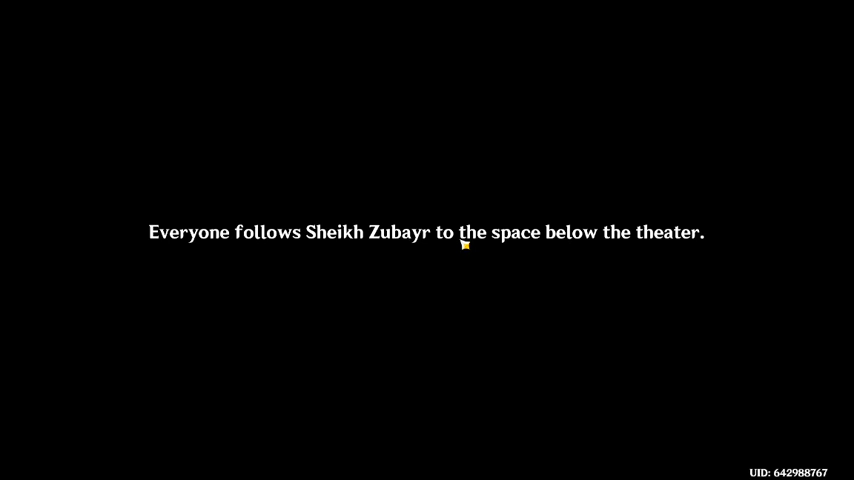 Everyone follows Sheikh Zubayr to the space below the theater.
UID: 642988767